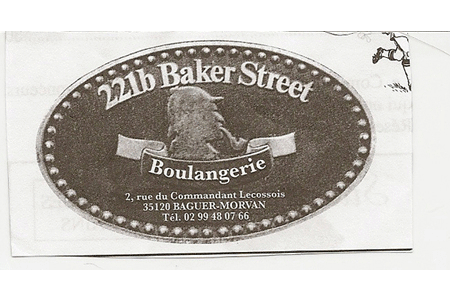 221b Baker Street
Boulangerie
2, rue du Commandant Lecossois
35120 BAGUER-MORVAN
Tél. 02 99 48 07 66